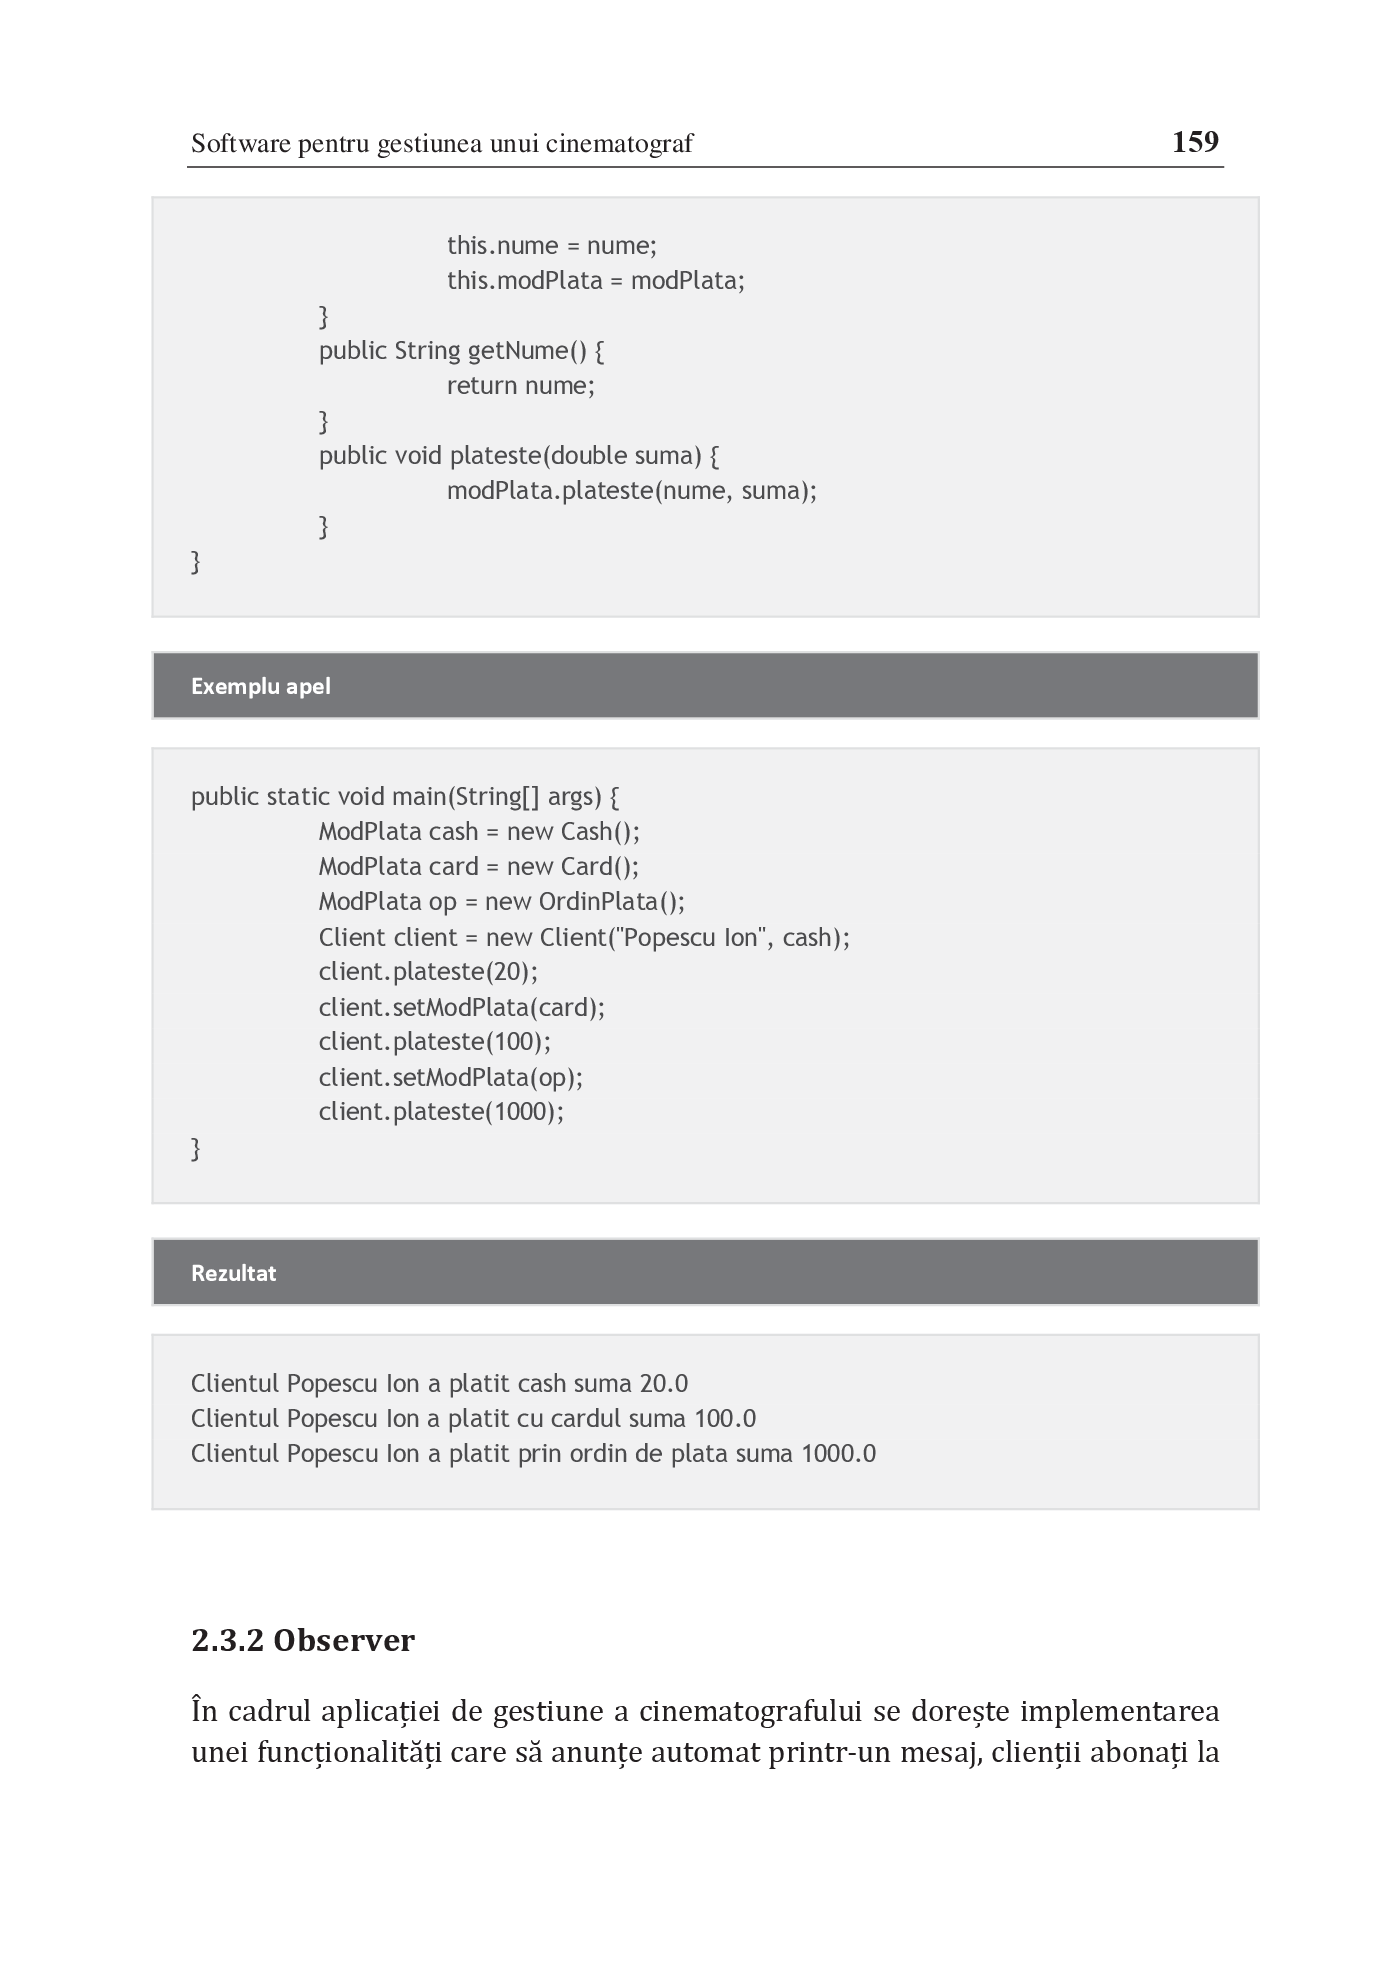 Software pentru gestiunea unui cinematograf 159
this.nume = nume;
this.modPlata = modPlata;
}
public String getNume() {
return nume;
}
public void plateste(double suma) {
modPlata.plateste(nume, suma);
}
}
Exemplu apel
public static void main(String[] args) {
ModPlata cash = new Cash();
ModPlata card = new Card();
ModPlata op = new OrdinPlata();
Client client = new Client("Popescu Ion", cash);
client.plateste(20);
client.setModPlata(card);
client.plateste(100);
client.setModPlata(op);
client.plateste(1000);
}
Rezultat
Clientul Popescu Ion a platit cash suma 20.0
Clientul Popescu Ion a platit cu cardul suma 100.0
Clientul Popescu Ion a platit prin ordin de plata suma 1000.0
2.3.2 Observer
În cadrul aplicației de gestiune a cinematografului se dorește implementarea
unei funcționalități care să anunțe automat printr-un mesaj, clienții abonați la